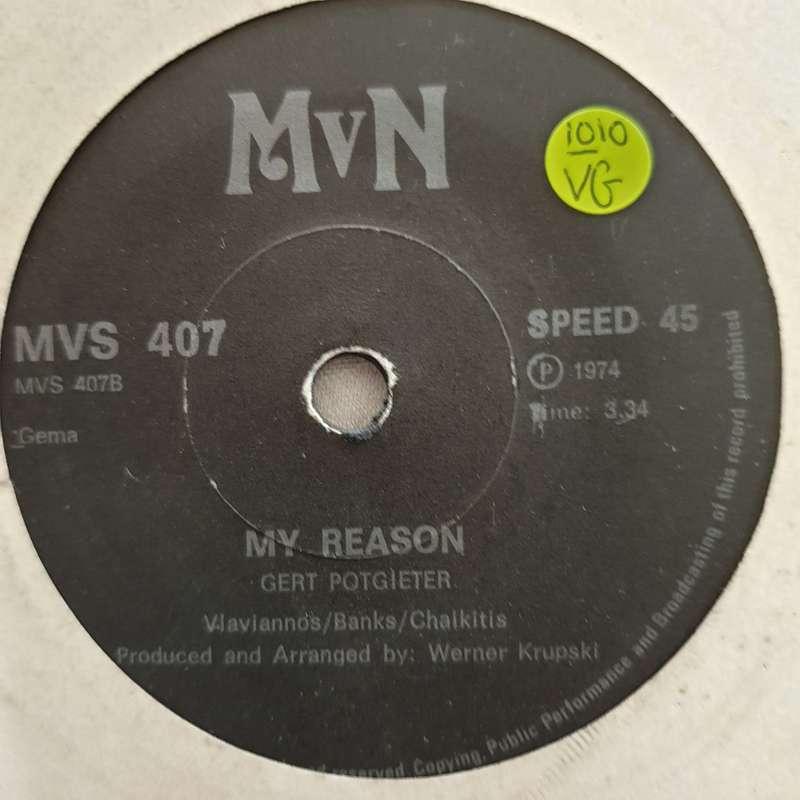 MVN
1010
VG
MVS 407
MVS 407B
Gema
SPEED 45
Ⓟ 1974
Time: 3.34
MY REASON
GERT POTGIETER
Vlaviannos/Banks/Chalkitis
Produced and Arranged by: Werner Krupski
reserved Copying, Public Performance and Broadcasting of this record prohibited